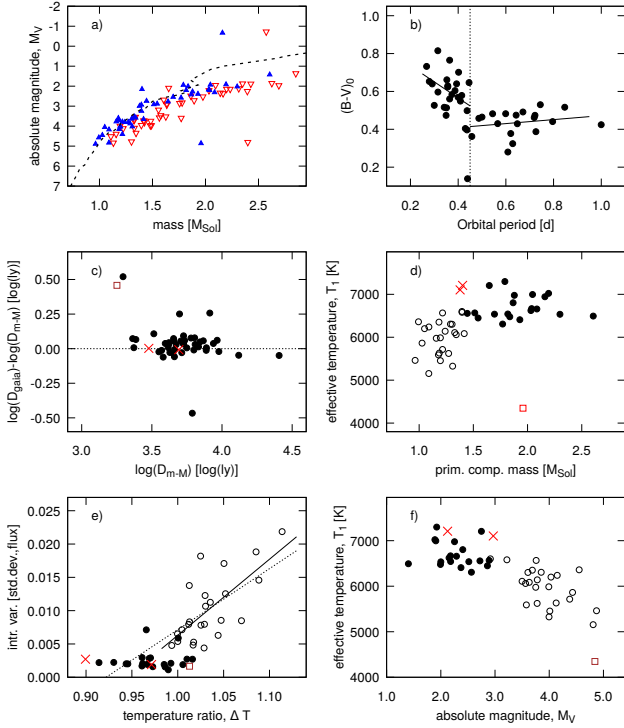 a)
absolute magnitude, M_V
-2
-1
0
1
2
3
4
5
6
7
1.0 1.5 2.0 2.5
mass [M_Sol]
b)
(B-V)_0
1.0
0.8
0.6
0.4
0.2
0.2 0.4 0.6 0.8 1.0
Orbital period [d]
c)
log(D_gaia)-log(D_m-M) [log(ly)]
0.50
0.25
0.00
-0.25
-0.50
3.0 3.5 4.0 4.5
log(D_m-M) [log(ly)]
d)
effective temperature, T_1 [K]
8000
7000
6000
5000
4000
1.0 1.5 2.0 2.5
prim. comp. mass [M_Sol]
e)
intr. var. [std.dev.,flux]
0.025
0.020
0.015
0.010
0.005
0.000
0.90 0.95 1.00 1.05 1.10
temperature ratio, Δ T
f)
effective temperature, T_1 [K]
8000
7000
6000
5000
4000
1.0 2.0 3.0 4.0 5.0
absolute magnitude, M_V